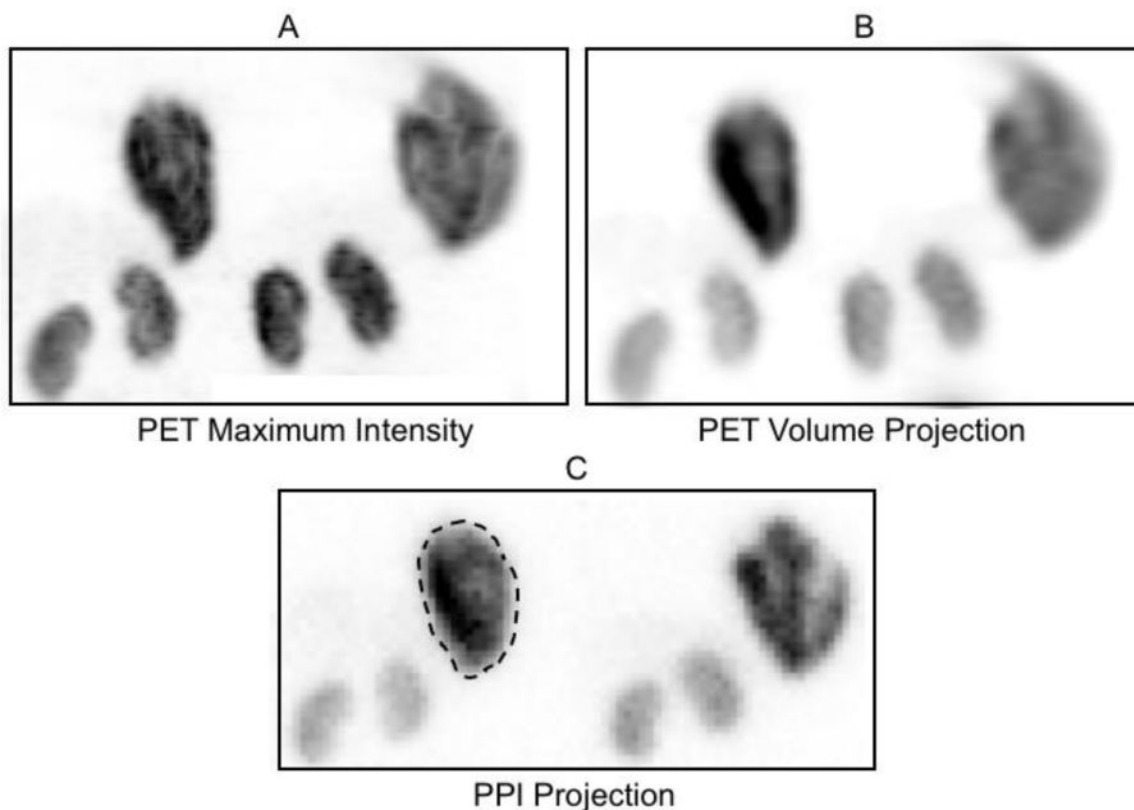 A
B
PET Maximum Intensity
PET Volume Projection
C
PPI Projection